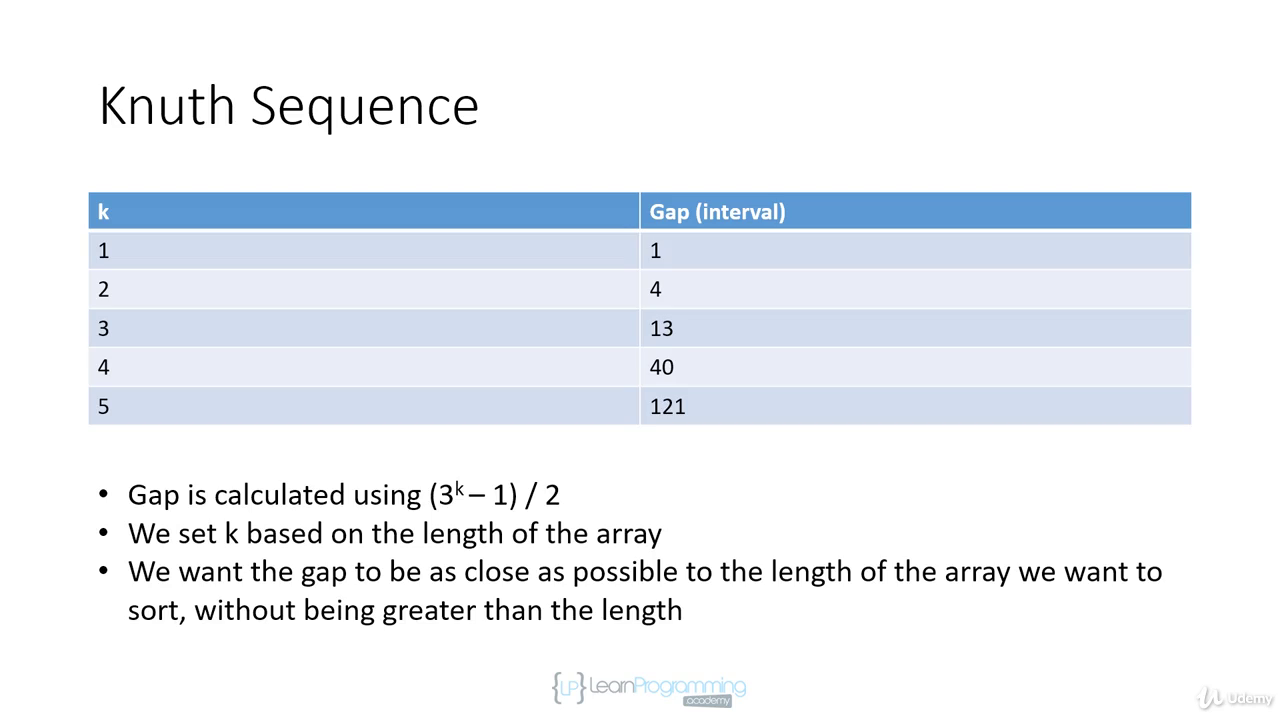 Knuth Sequence
k Gap (interval)
1 1
2 4
3 13
4 40
5 121
• Gap is calculated using (3ᵏ – 1) / 2
• We set k based on the length of the array
• We want the gap to be as close as possible to the length of the array we want to
sort, without being greater than the length
{LP} LearnProgramming
academy
Udemy